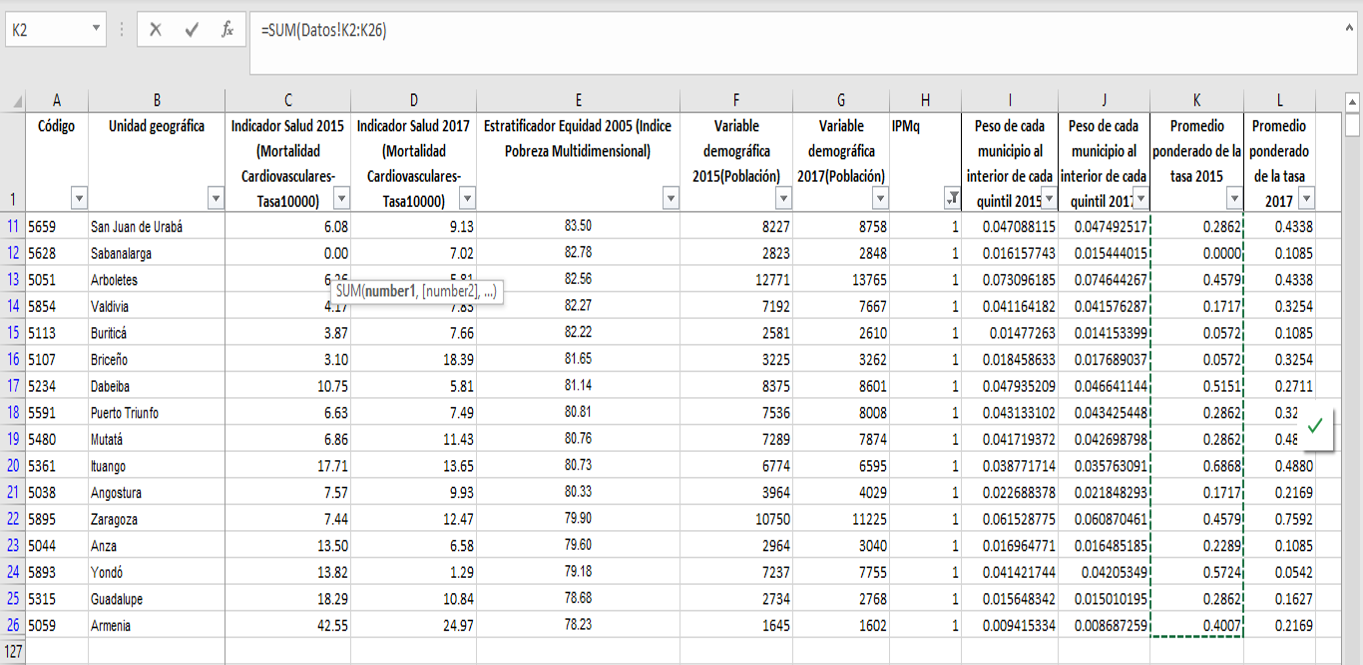 K2 =SUM(Datos!K2:K26)
A B C D E F G H I J K L
Código Unidad geográfica Indicador Salud 2015 Indicador Salud 2017 Estratificador Equidad 2005 (Indice Variable Variable IPMq Peso de cada Peso de cada Promedio Promedio
(Mortalidad (Mortalidad Pobreza Multidimensional) demográfica demográfica municipio al municipio al ponderado de la ponderado
Cardiovasculares- Cardiovasculares- 2015(Población) 2017(Población) interior de cada interior de cada tasa 2015 de la tasa
1 Tasa10000) Tasa10000) quintil 2015 quintil 2017 2017
11 5659 San Juan de Urabá 6.08 9.13 83.50 8227 8758 1 0.047088115 0.047492517 0.2862 0.4338
12 5628 Sabanalarga 0.00 7.02 82.78 2823 2848 1 0.016157743 0.015444015 0.0000 0.1085
13 5051 Arboletes 82.56 12771 13765 1 0.073096185 0.074644267 0.4579 0.4338
SUM(number1, [number2], ...)
14 5854 Valdivia 4.17 7.83 82.27 7192 7667 1 0.041164182 0.041576287 0.1717 0.3254
15 5113 Buriticá 3.87 7.66 82.22 2581 2610 1 0.01477263 0.014153399 0.0572 0.1085
16 5107 Briceño 3.10 18.39 81.65 3225 3262 1 0.018458633 0.017689037 0.0572 0.3254
17 5234 Dabeiba 10.75 5.81 81.14 8375 8601 1 0.047935209 0.046641144 0.5151 0.2711
18 5591 Puerto Triunfo 6.63 7.49 80.81 7536 8008 1 0.043133102 0.043425448 0.2862 0.32
19 5480 Mutatá 6.86 11.43 80.76 7289 7874 1 0.041719372 0.042698798 0.2862 0.48
20 5361 Ituango 17.71 13.65 80.73 6774 6595 1 0.038771714 0.035763091 0.6868 0.4880
21 5038 Angostura 7.57 9.93 80.33 3964 4029 1 0.022688378 0.021848293 0.1717 0.2169
22 5895 Zaragoza 7.44 12.47 79.90 10750 11225 1 0.061528775 0.060870461 0.4579 0.7592
23 5044 Anza 13.50 6.58 79.60 2964 3040 1 0.016964771 0.016485185 0.2289 0.1085
24 5893 Yondó 13.82 1.29 79.18 7237 7755 1 0.041421744 0.04205349 0.5724 0.0542
25 5315 Guadalupe 18.29 10.84 78.68 2734 2768 1 0.015648342 0.015010195 0.2862 0.1627
26 5059 Armenia 42.55 24.97 78.23 1645 1602 1 0.009415334 0.008687259 0.4007 0.2169
127